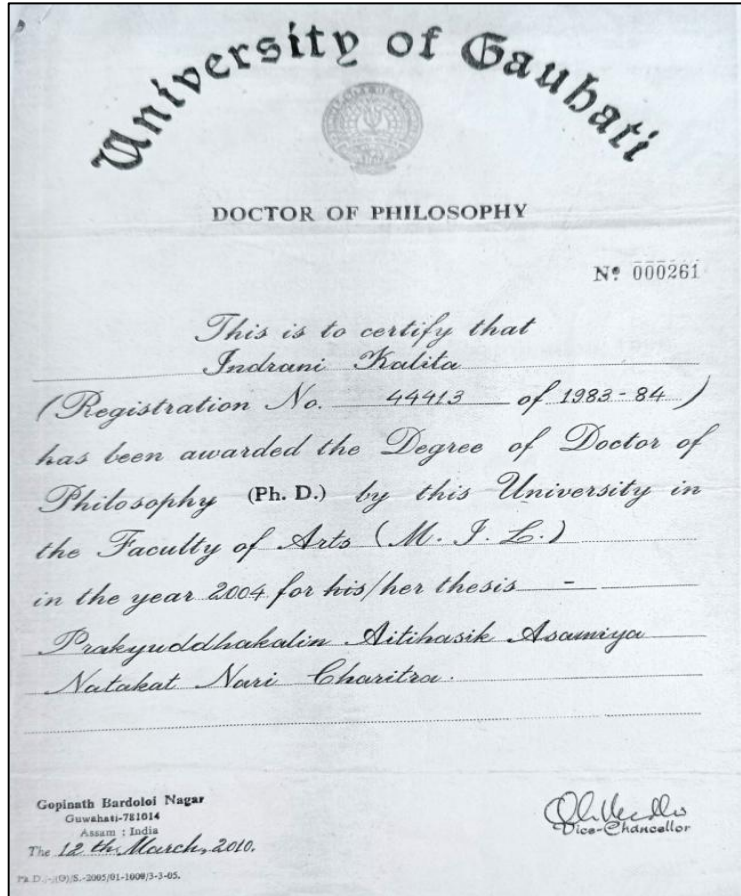 University of Gauhati
DOCTOR OF PHILOSOPHY
Nº 000261
This is to certify that
Indrani Kalita
(Registration No. 44413 of 1983-84)
has been awarded the Degree of Doctor of
Philosophy (Ph. D.) by this University in
the Faculty of Arts (M. I. L.)
in the year 2004 for his/her thesis -
Prakyuddhakalin Aitihasik Asamiya
Natakat Nari Charitra.
Gopinath Bardoloi Nagar
Guwahati-781014
Assam : India
The 12th March, 2010.
Vice-Chancellor